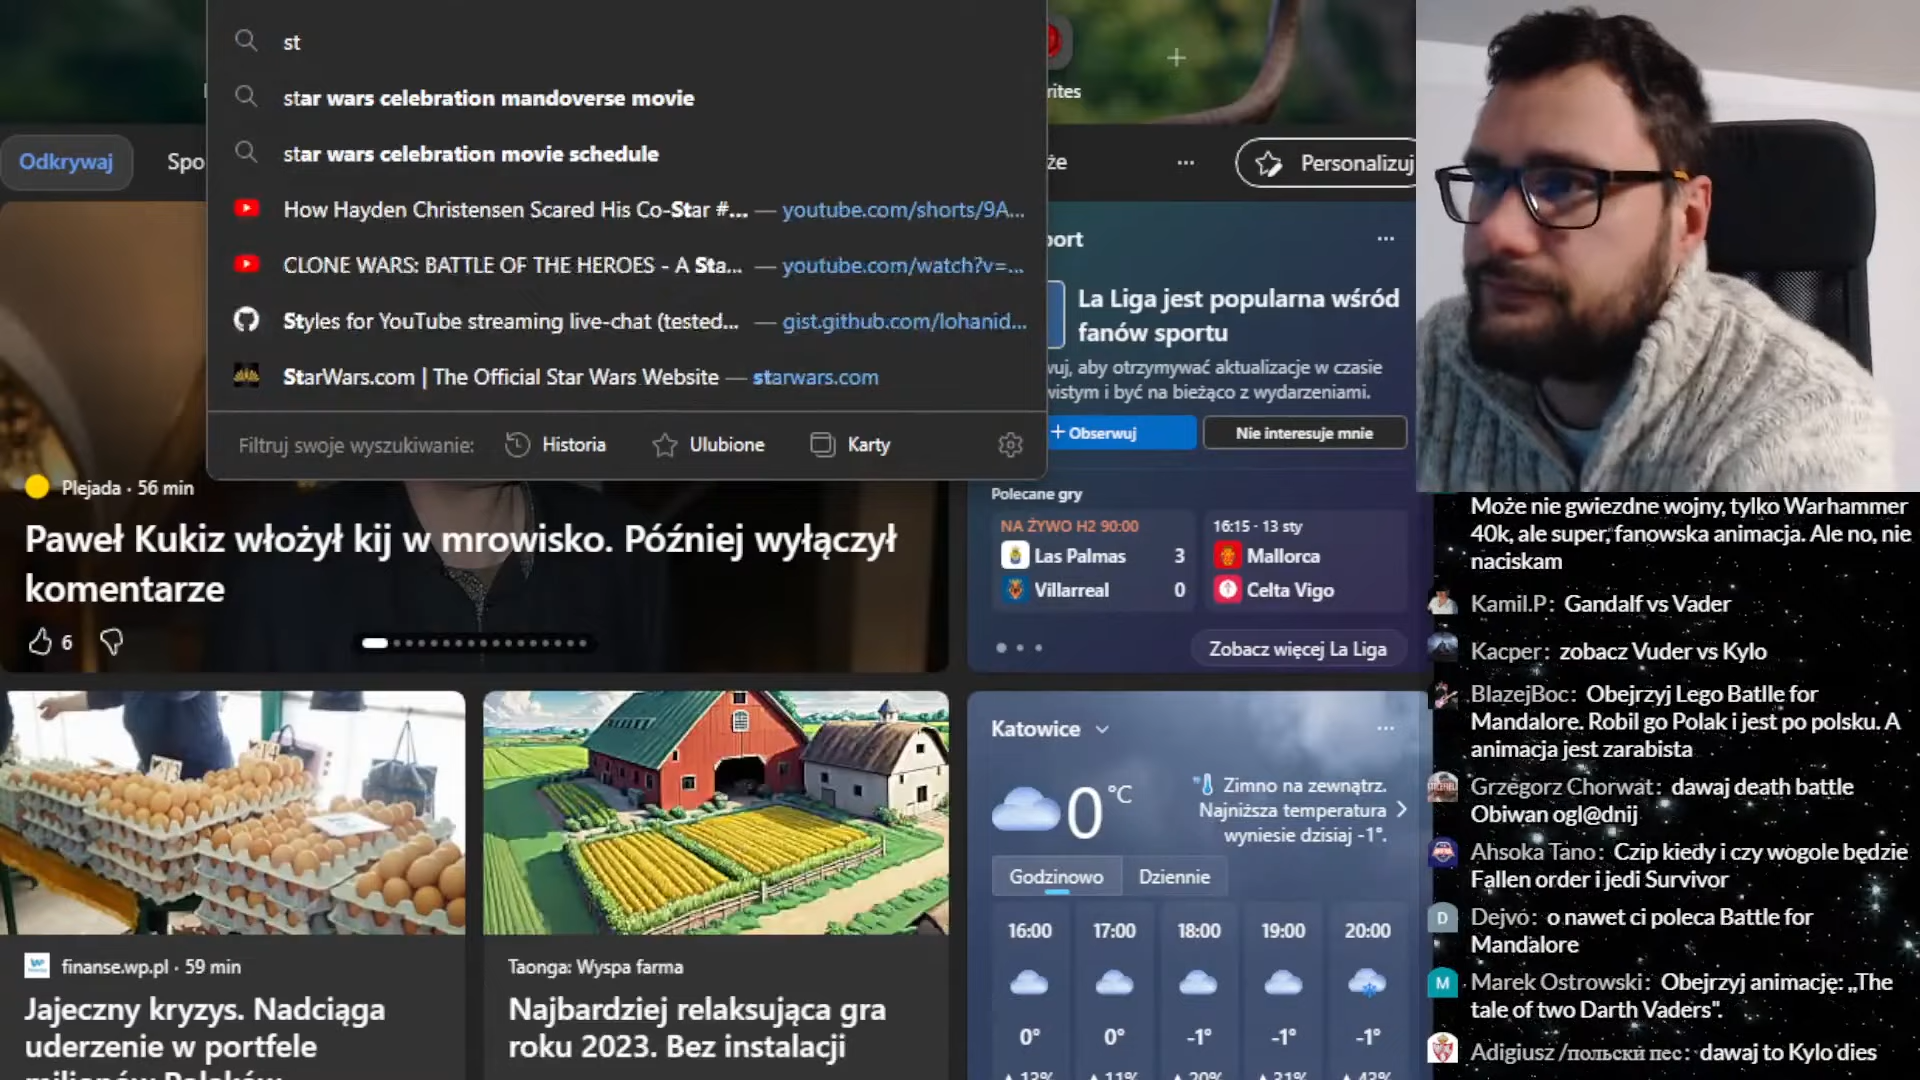 st
star wars celebration mandoverse movie
star wars celebration movie schedule
How Hayden Christensen Scared His Co-Star #... — youtube.com/shorts/9A...
CLONE WARS: BATTLE OF THE HEROES - A Sta... — youtube.com/watch?v=...
Styles for YouTube streaming live-chat (tested... — gist.github.com/lohanid...
StarWars.com | The Official Star Wars Website — starwars.com
Filtruj swoje wyszukiwanie: Historia Ulubione Karty
rites
Odkrywaj
Spo
że
Personalizuj
port
La Liga jest popularna wśród
fanów sportu
wuj, aby otrzymywać aktualizacje w czasie
wistym i być na bieżąco z wydarzeniami.
+ Obserwuj
Nie interesuje mnie
Polecane gry
NA ŻYWO H2 90:00
Las Palmas 3
Villarreal 0
16:15 · 13 sty
Mallorca
Celta Vigo
Zobacz więcej La Liga
Plejada · 56 min
Paweł Kukiz włożył kij w mrowisko. Później wyłączył
komentarze
6
finanse.wp.pl · 59 min
Jajeczny kryzys. Nadciąga
uderzenie w portfele
milionów Polaków
Taonga: Wyspa farma
Najbardziej relaksująca gra
roku 2023. Bez instalacji
Katowice
0 °C
Zimno na zewnątrz.
Najniższa temperatura
wyniesie dzisiaj -1°.
Godzinowo
Dziennie
16:00 17:00 18:00 19:00 20:00
0° 0° -1° -1° -1°
13% 11% 20% 31% 43%
Może nie gwiezdne wojny, tylko Warhammer
40k, ale super, fanowska animacja. Ale no, nie
naciskam
Kamil.P: Gandalf vs Vader
Kacper: zobacz Vuder vs Kylo
BlazejBoc: Obejrzyj Lego Batlle for
Mandalore. Robil go Polak i jest po polsku. A
animacja jest zarabista
Grzegorz Chorwat: dawaj death battle
Obiwan ogl@dnij
Ahsoka Tano: Czip kiedy i czy wogole będzie
Fallen order i jedi Survivor
D
Dejvo: o nawet ci poleca Battle for
Mandalore
M
Marek Ostrowski: Obejrzyj animację: „The
tale of two Darth Vaders".
Adigiusz /польски пес: dawaj to Kylo dies